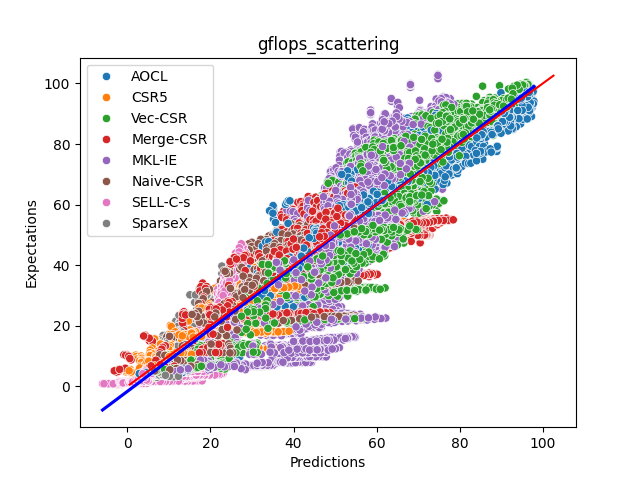 gflops_scattering
AOCL
CSR5
Vec-CSR
Merge-CSR
MKL-IE
Naive-CSR
SELL-C-s
SparseX
Expectations
100
80
60
40
20
0
0 20 40 60 80 100
Predictions